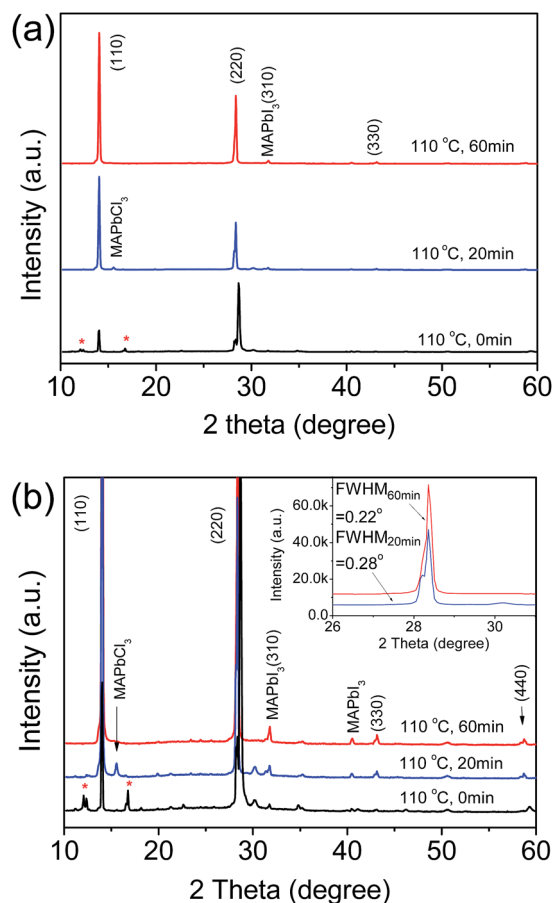 (a)
Intensity (a.u.)
(110)
(220)
MAPbI₃(310)
(330)
110 °C, 60min
MAPbCl₃
110 °C, 20min
*
*
110 °C, 0min
10 20 30 40 50 60
2 theta (degree)
(b)
Intensity (a.u.)
(110)
MAPbCl₃
(220)
MAPbI₃(310)
MAPbI₃
(330)
(440)
110 °C, 60min
110 °C, 20min
*
*
110 °C, 0min
10 20 30 40 50 60
2 Theta (degree)
Intensity (a.u.)
60.0k
40.0k
20.0k
0.0
FWHM₆₀ₘᵢₙ
=0.22°
FWHM₂₀ₘᵢₙ
=0.28°
26 28 30
2 Theta (degree)